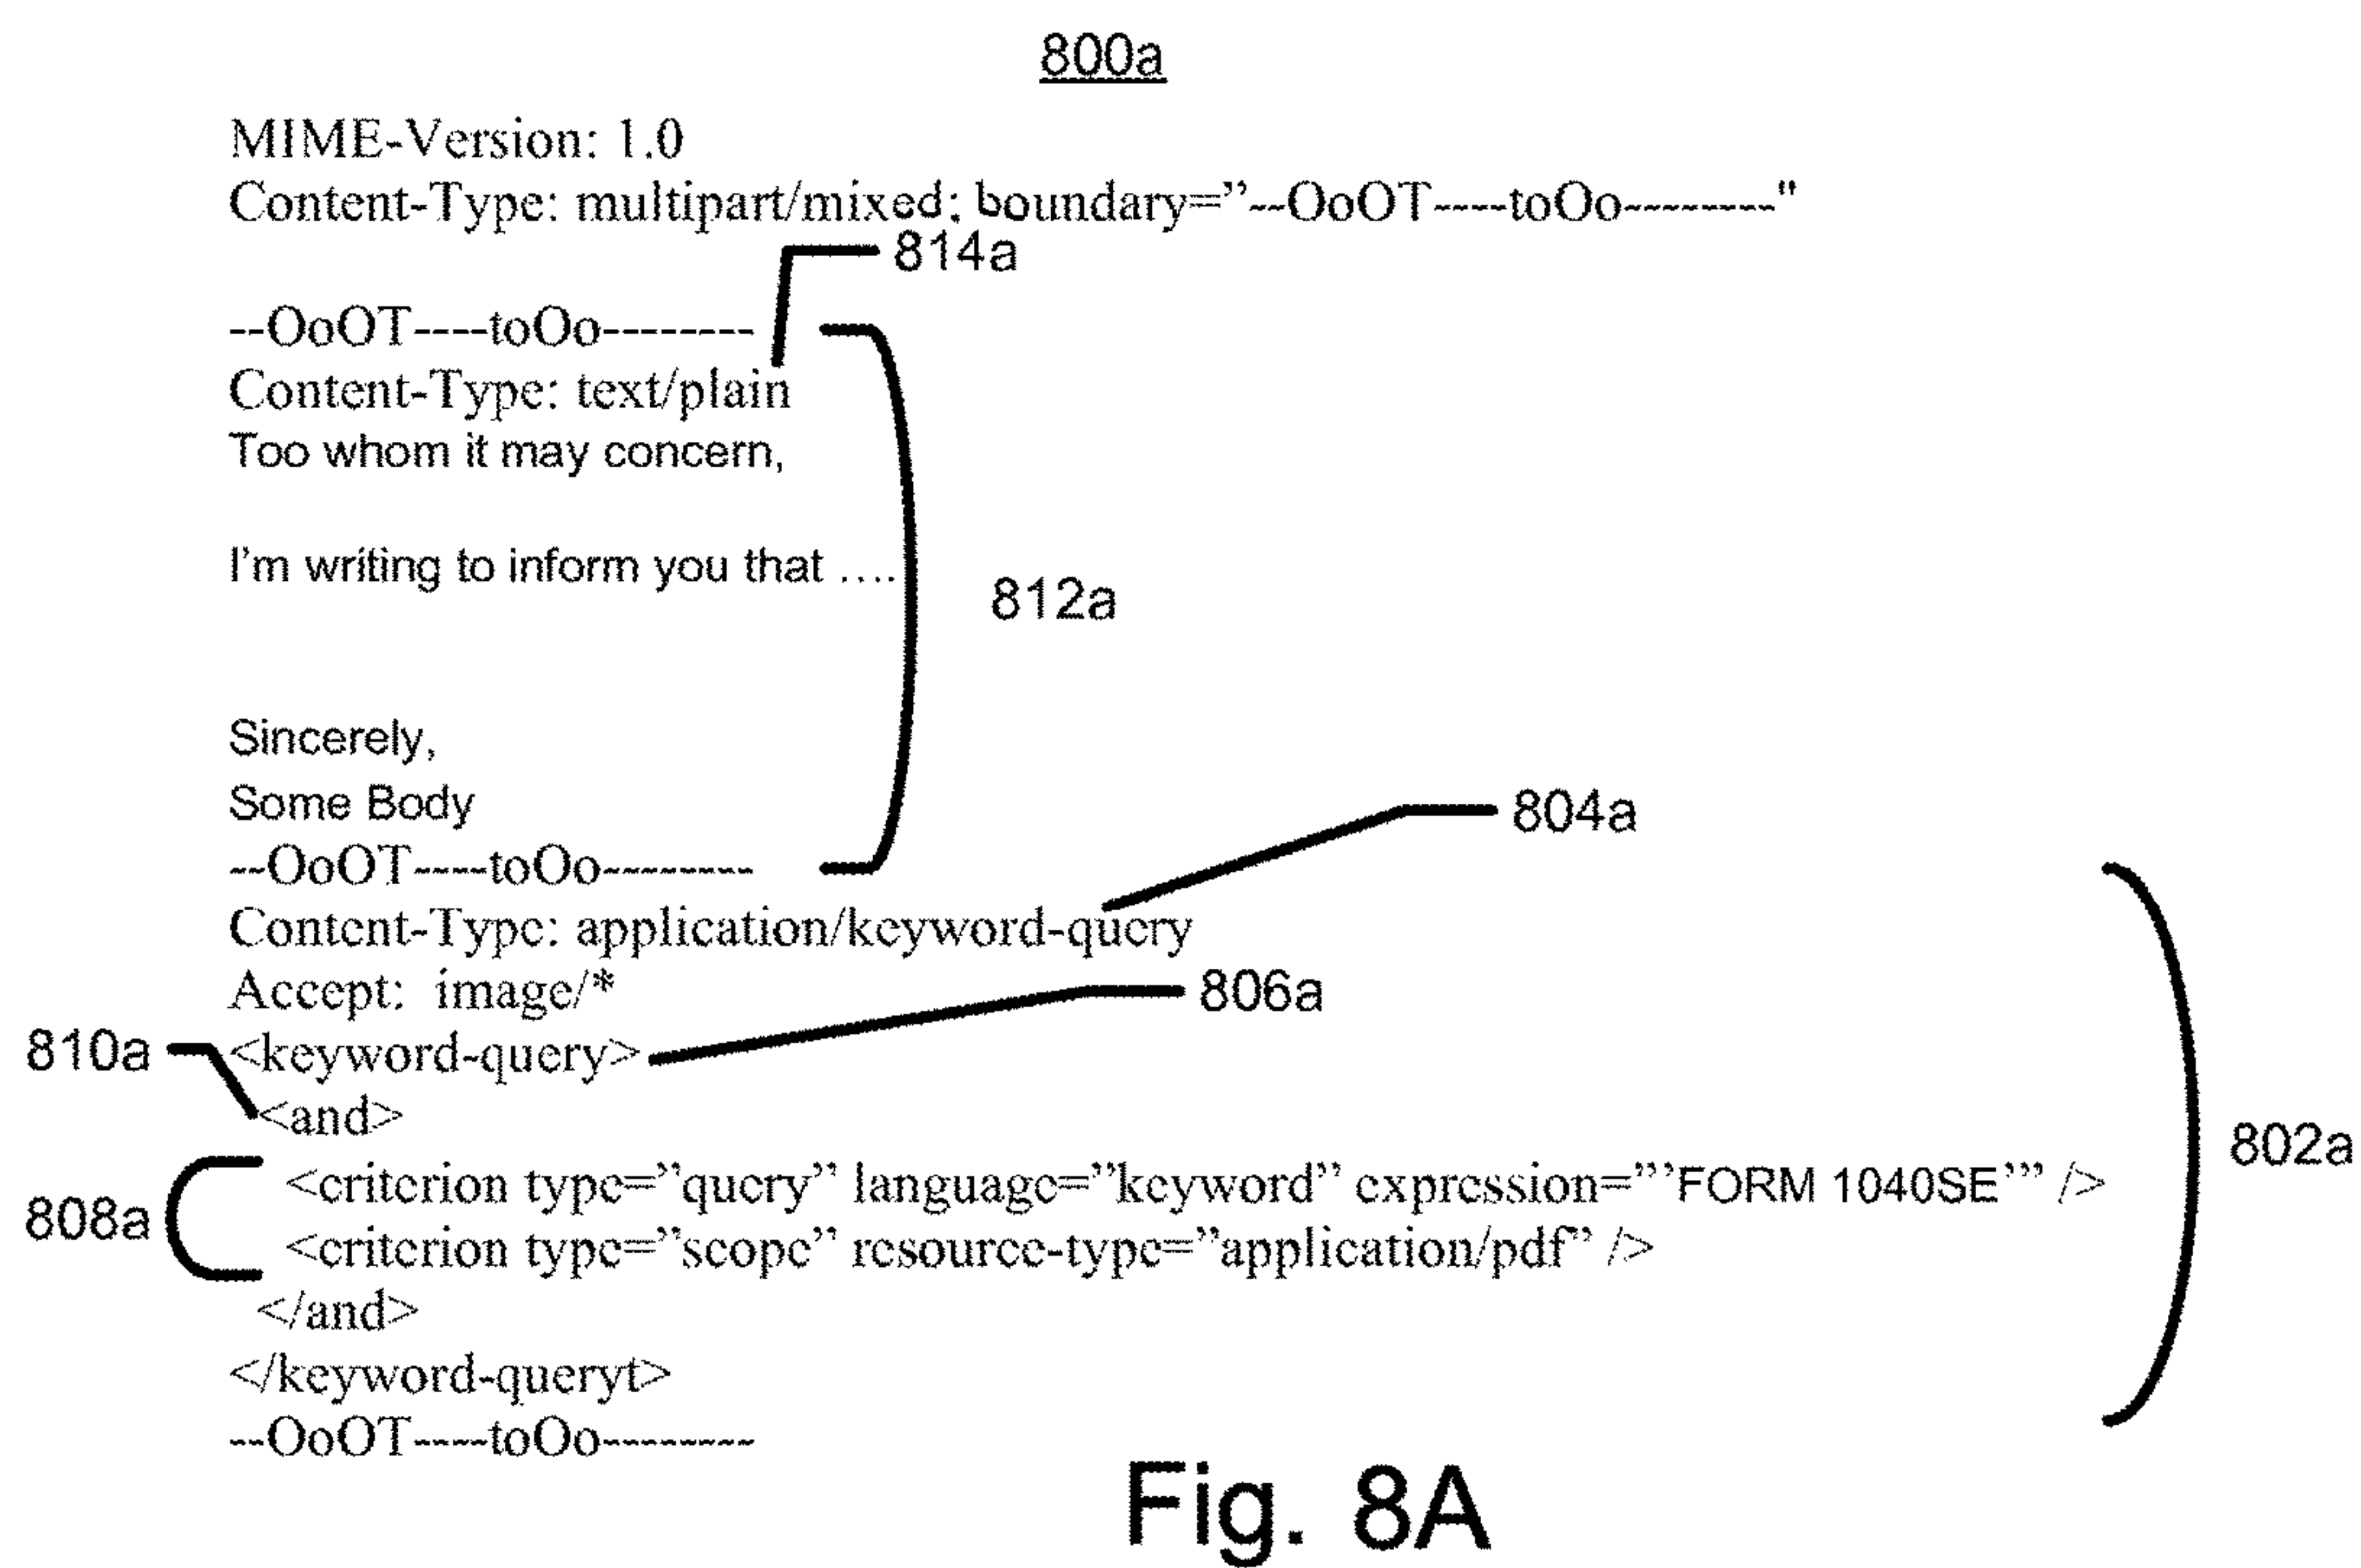 800a
MIME-Version: 1.0
Content-Type: multipart/mixed; boundary=”--OoOT----toOo--------"
814a
--OoOT----toOo--------
Content-Type: text/plain
Too whom it may concern,
I'm writing to inform you that ....
812a
Sincerely,
Some Body
804a
--OoOT----toOo--------
Content-Type: application/keyword-query
Accept:  image/*
806a
810a
<keyword-query>
<and>
802a
<criterion type=”query” language=”keyword” expression=”’FORM 1040SE’” />
808a
<criterion type=”scope” resource-type=”application/pdf” />
</and>
</keyword-queryt>
--OoOT----toOo--------
Fig. 8A